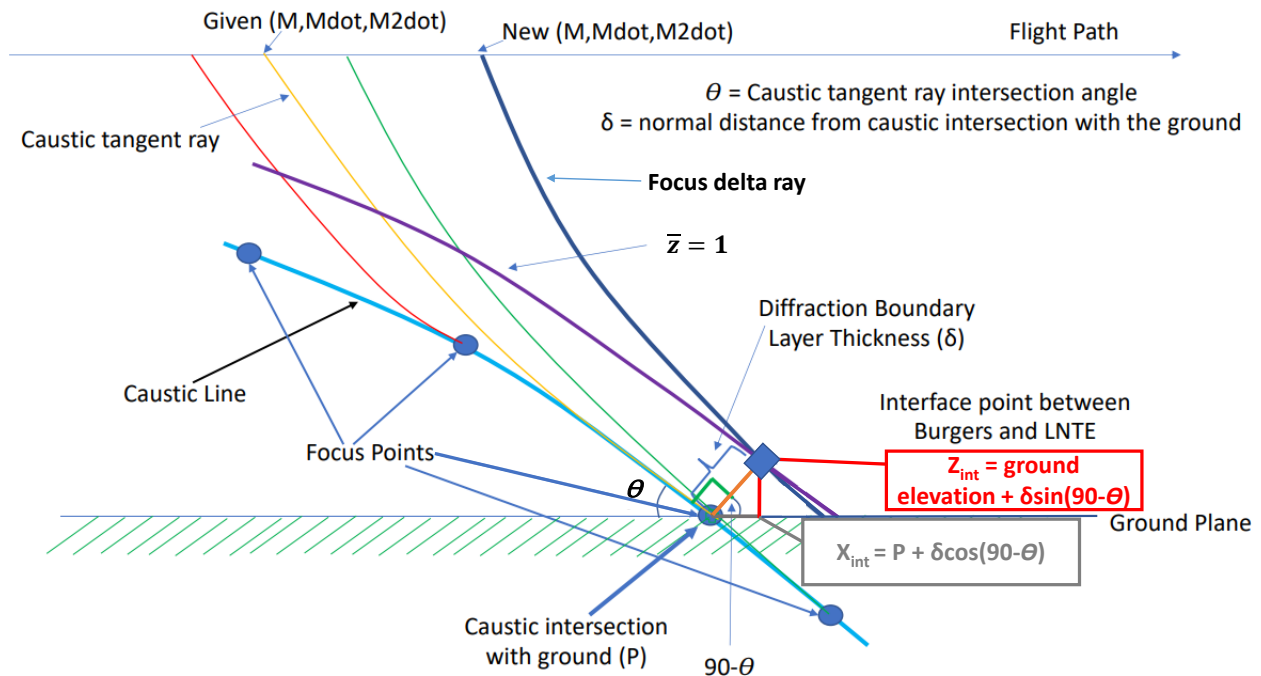 Given (M,Mdot,M2dot)
New (M,Mdot,M2dot)
Flight Path
θ = Caustic tangent ray intersection angle
δ = normal distance from caustic intersection with the ground
Caustic tangent ray
Focus delta ray
z̅ = 1
Diffraction Boundary
Layer Thickness (δ)
Caustic Line
Interface point between
Burgers and LNTE
Focus Points
Z_int = ground
elevation + δsin(90-θ)
θ
Ground Plane
X_int = P + δcos(90-θ)
Caustic intersection
with ground (P)
90-θ